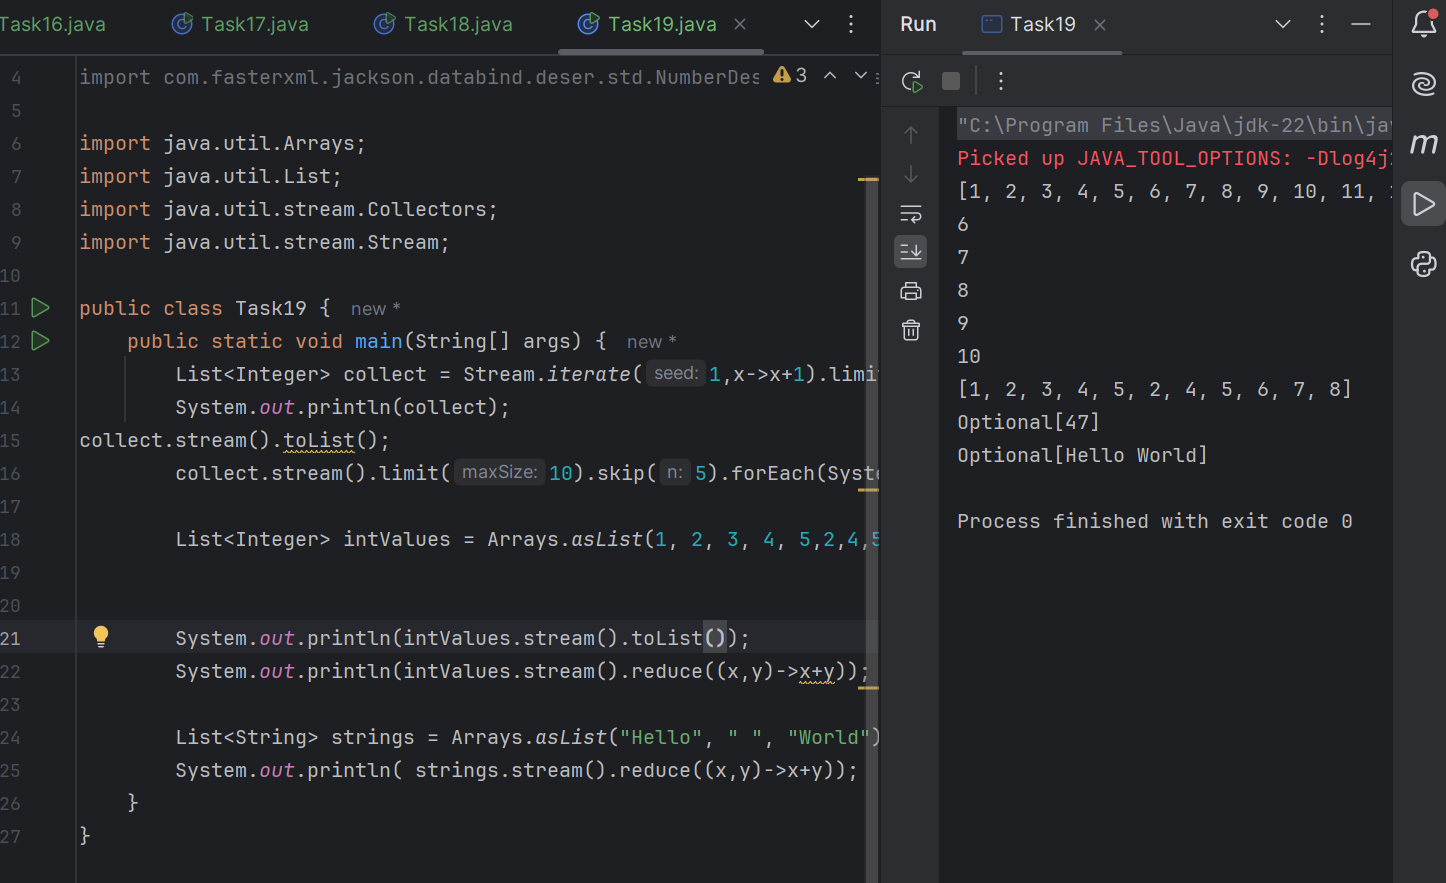 Task16.java Task17.java Task18.java Task19.java
4 import com.fasterxml.jackson.databind.deser.std.NumberDes 3
5
6 import java.util.Arrays;
7 import java.util.List;
8 import java.util.stream.Collectors;
9 import java.util.stream.Stream;
10
11 public class Task19 { new *
12 public static void main(String[] args) { new *
13 List<Integer> collect = Stream.iterate( seed: 1,x->x+1).limi
14 System.out.println(collect);
15 collect.stream().toList();
16 collect.stream().limit( maxSize: 10).skip( n: 5).forEach(Syste
17
18 List<Integer> intValues = Arrays.asList(1, 2, 3, 4, 5,2,4,5
19
20
21 System.out.println(intValues.stream().toList());
22 System.out.println(intValues.stream().reduce((x,y)->x+y));
23
24 List<String> strings = Arrays.asList("Hello", " ", "World")
25 System.out.println( strings.stream().reduce((x,y)->x+y));
26 }
27 }
Run Task19
"C:\Program Files\Java\jdk-22\bin\jav
Picked up JAVA_TOOL_OPTIONS: -Dlog4j
[1, 2, 3, 4, 5, 6, 7, 8, 9, 10, 11,
6
7
8
9
10
[1, 2, 3, 4, 5, 2, 4, 5, 6, 7, 8]
Optional[47]
Optional[Hello World]
Process finished with exit code 0
m